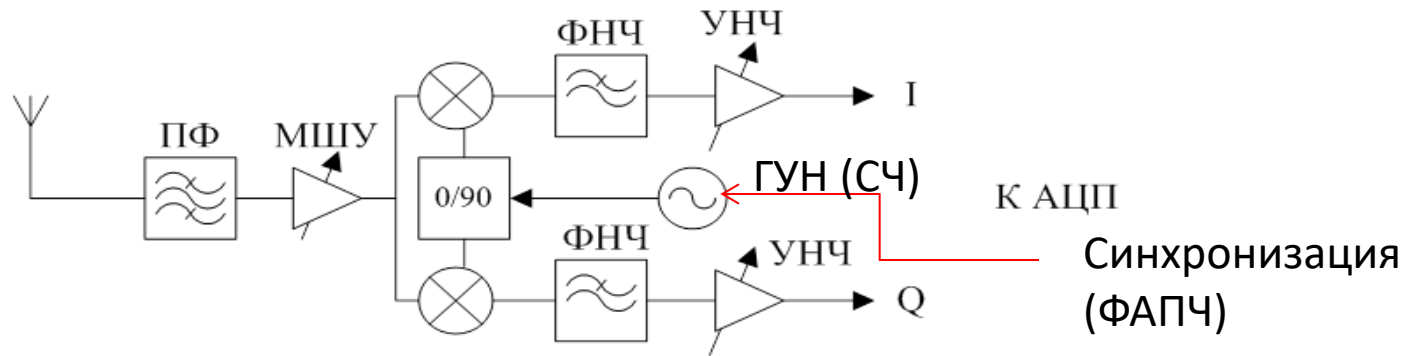 ФНЧ
УНЧ
I
ПФ
МШУ
0/90
ГУН (СЧ)
К АЦП
ФНЧ
УНЧ
Q
Синхронизация
(ФАПЧ)